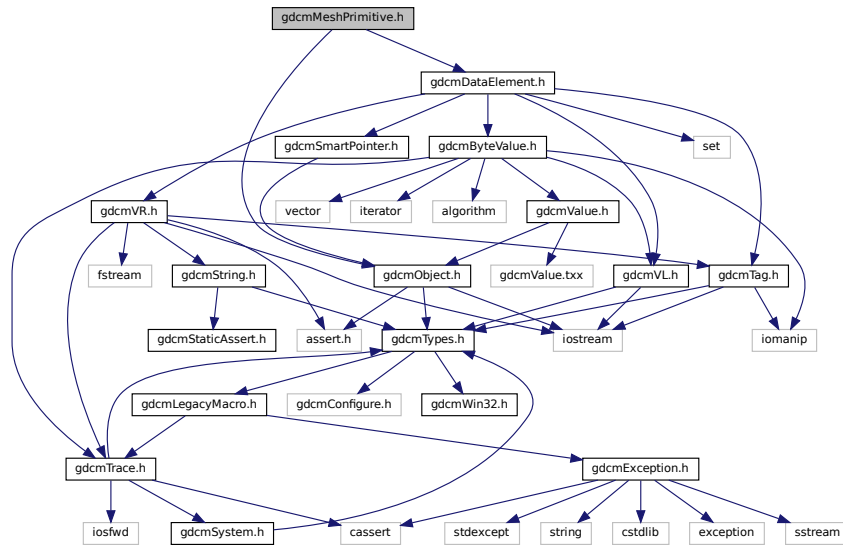 gdcmMeshPrimitive.h
gdcmDataElement.h
gdcmSmartPointer.h
gdcmByteValue.h
set
gdcmVR.h
vector
iterator
algorithm
gdcmValue.h
fstream
gdcmString.h
gdcmObject.h
gdcmValue.txx
gdcmVL.h
gdcmTag.h
gdcmStaticAssert.h
assert.h
gdcmTypes.h
iostream
iomanip
gdcmLegacyMacro.h
gdcmConfigure.h
gdcmWin32.h
gdcmTrace.h
gdcmException.h
iosfwd
gdcmSystem.h
cassert
stdexcept
string
cstdlib
exception
sstream